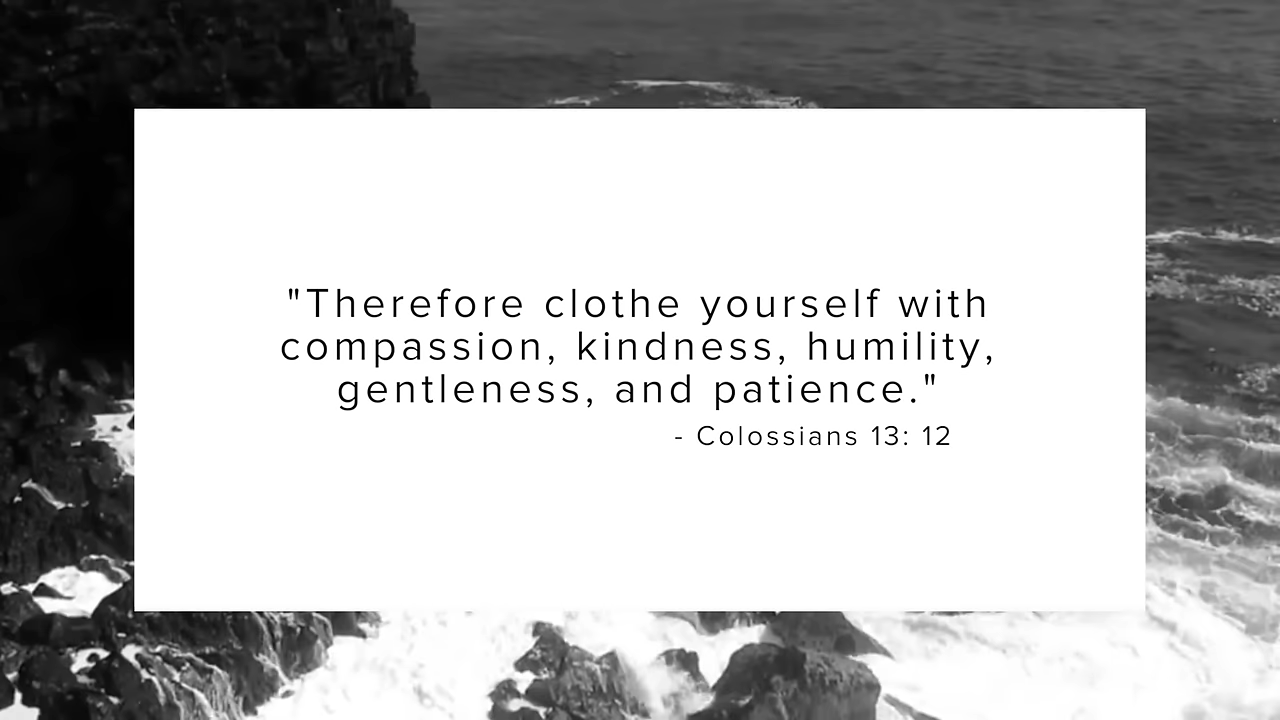 "Therefore clothe yourself with
compassion, kindness, humility,
gentleness, and patience."
- Colossians 13: 12